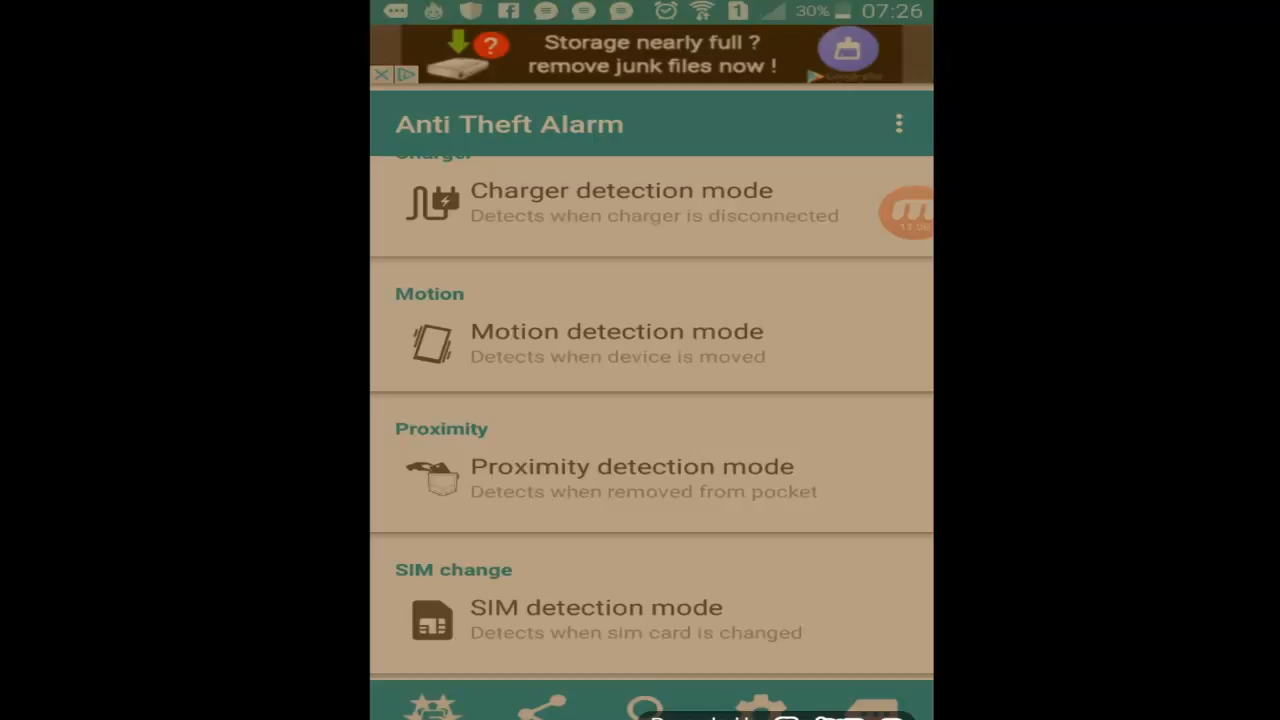 1 30% 07:26
Storage nearly full ?
remove junk files now !
Anti Theft Alarm
Charger
Charger detection mode
Detects when charger is disconnected
Motion
Motion detection mode
Detects when device is moved
Proximity
Proximity detection mode
Detects when removed from pocket
SIM change
SIM detection mode
Detects when sim card is changed